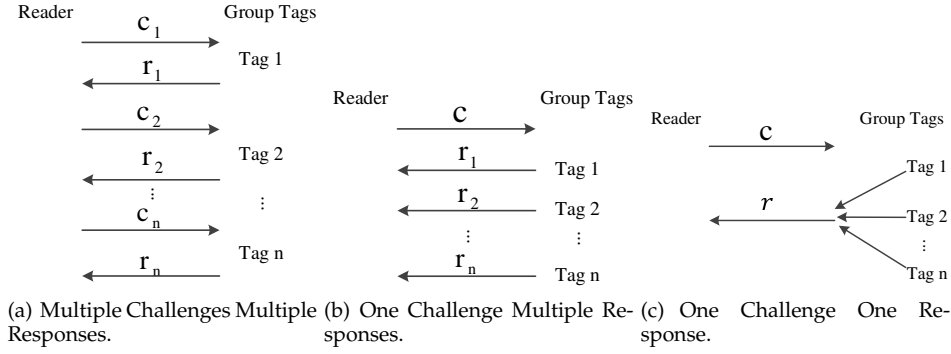 Reader Group Tags
c1
Tag 1
r1
c2
Tag 2
r2
⋮ ⋮
cn
Tag n
rn
(a) Multiple Challenges Multiple
Responses.
Reader Group Tags
c
r1 Tag 1
r2 Tag 2
⋮ ⋮
rn Tag n
(b) One Challenge Multiple Re-
sponses.
Reader Group Tags
c
Tag 1
r Tag 2
⋮
Tag n
(c) One Challenge One Re-
sponse.